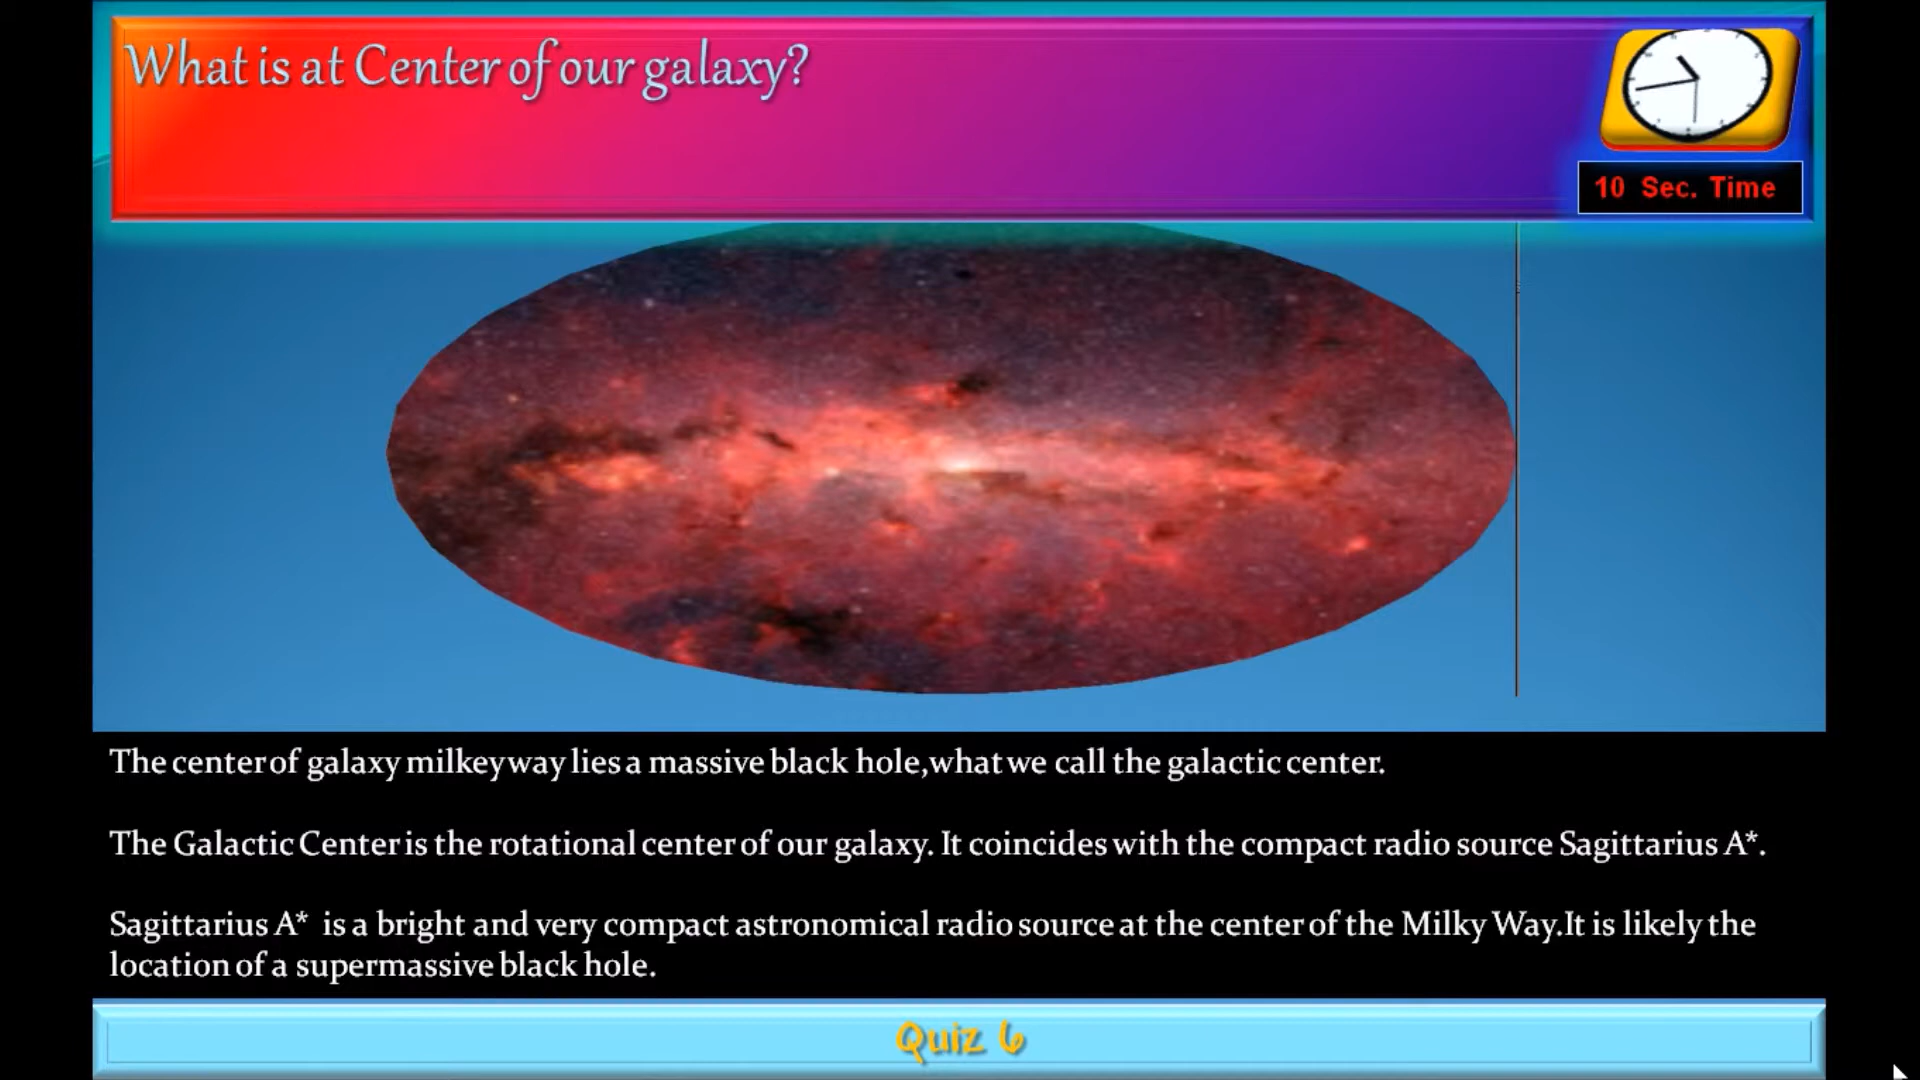 What is at Center of our galaxy?
10 Sec. Time
The center of galaxy milkeyway lies a massive black hole,what we call the galactic center.
The Galactic Center is the rotational center of our galaxy. It coincides with the compact radio source Sagittarius A*.
Sagittarius A* is a bright and very compact astronomical radio source at the center of the Milky Way.It is likely the
location of a supermassive black hole.
Quiz 6